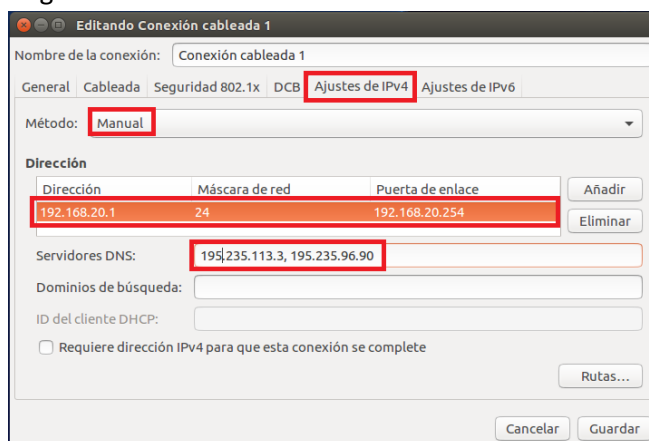 Editando Conexión cableada 1
Nombre de la conexión: Conexión cableada 1
General Cableada Seguridad 802.1x DCB Ajustes de IPv4 Ajustes de IPv6
Método: Manual
Dirección
Dirección Máscara de red Puerta de enlace Añadir
192.168.20.1 24 192.168.20.254
Eliminar
Servidores DNS: 195.235.113.3, 195.235.96.90
Dominios de búsqueda:
ID del cliente DHCP:
Requiere dirección IPv4 para que esta conexión se complete
Rutas...
Cancelar Guardar